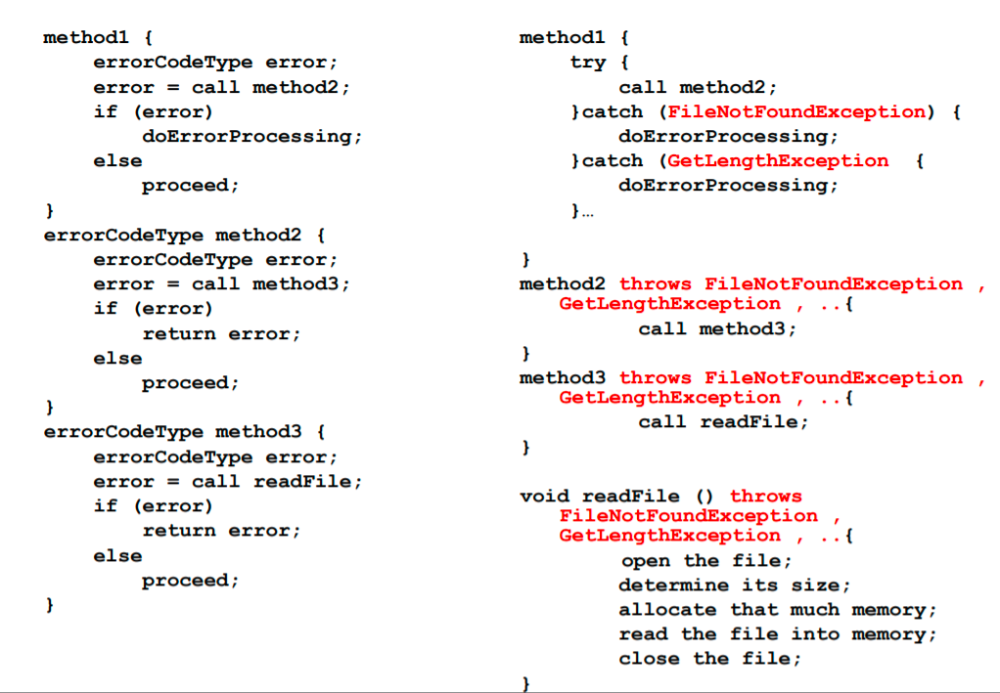 method1 {
errorCodeType error;
error = call method2;
if (error)
doErrorProcessing;
else
proceed;
}
errorCodeType method2 {
errorCodeType error;
error = call method3;
if (error)
return error;
else
proceed;
}
errorCodeType method3 {
errorCodeType error;
error = call readFile;
if (error)
return error;
else
proceed;
}
method1 {
try {
call method2;
}catch (FileNotFoundException) {
doErrorProcessing;
}catch (GetLengthException {
doErrorProcessing;
}…
}
method2 throws FileNotFoundException ,
GetLengthException , ..{
call method3;
}
method3 throws FileNotFoundException ,
GetLengthException , ..{
call readFile;
}
void readFile () throws
FileNotFoundException ,
GetLengthException , ..{
open the file;
determine its size;
allocate that much memory;
read the file into memory;
close the file;
}